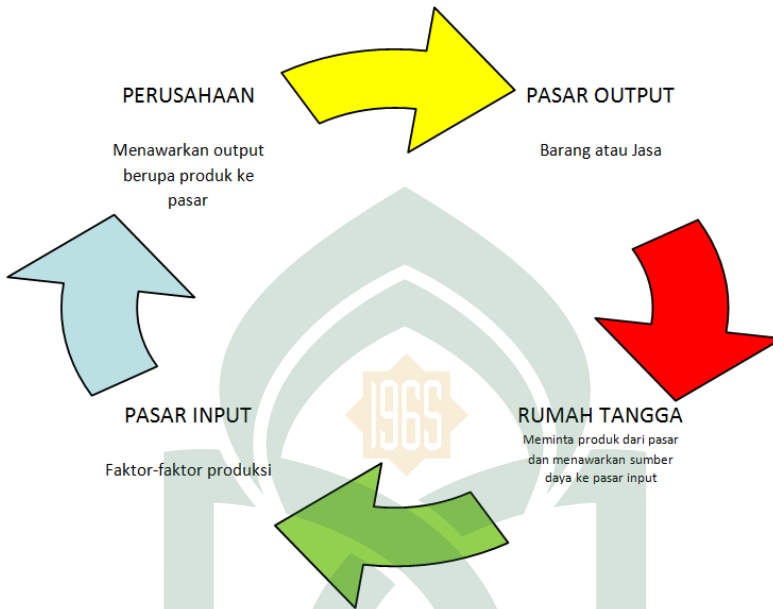 PERUSAHAAN
Menawarkan output
berupa produk ke
pasar
PASAR OUTPUT
Barang atau Jasa
PASAR INPUT
Faktor-faktor produksi
RUMAH TANGGA
Meminta produk dari pasar
dan menawarkan sumber
daya ke pasar input
1965